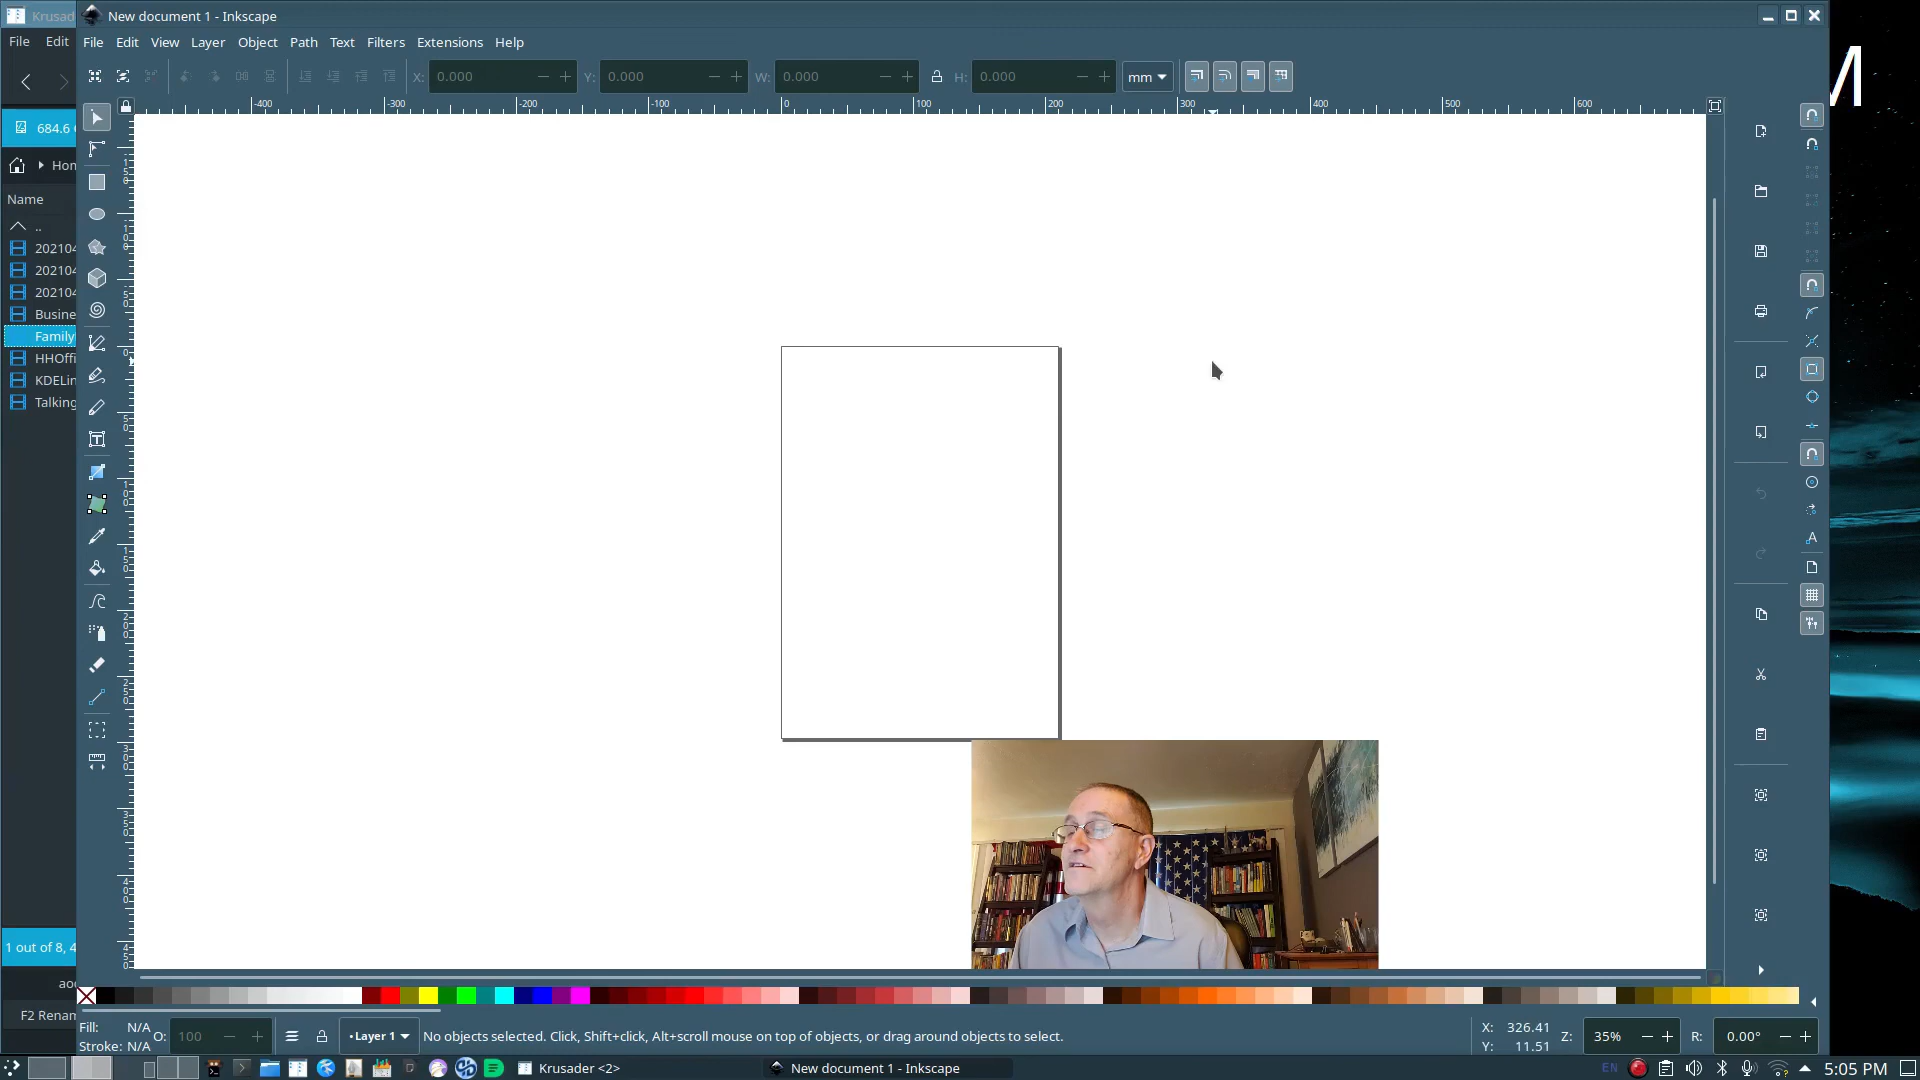 Krusad
New document 1 - Inkscape
M
File Edit
File Edit View Layer Object Path Text Filters Extensions Help
X: 0.000 Y: 0.000 W: 0.000 H: 0.000 mm
-400 -300 -200 -100 0 100 200 300 400 500 600
684.6
Hom
Name
..
202104
202104
202104
Busine
Family
HHOffi
KDELin
Talking
1 out of 8, 4
F2 Renam
Fill: N/A O: 100
Stroke: N/A
Layer 1
No objects selected. Click, Shift+click, Alt+scroll mouse on top of objects, or drag around objects to select.
X: 326.41
Y: 11.51
Z: 35% R: 0.00°
Krusader <2>
New document 1 - Inkscape
EN
5:05 PM